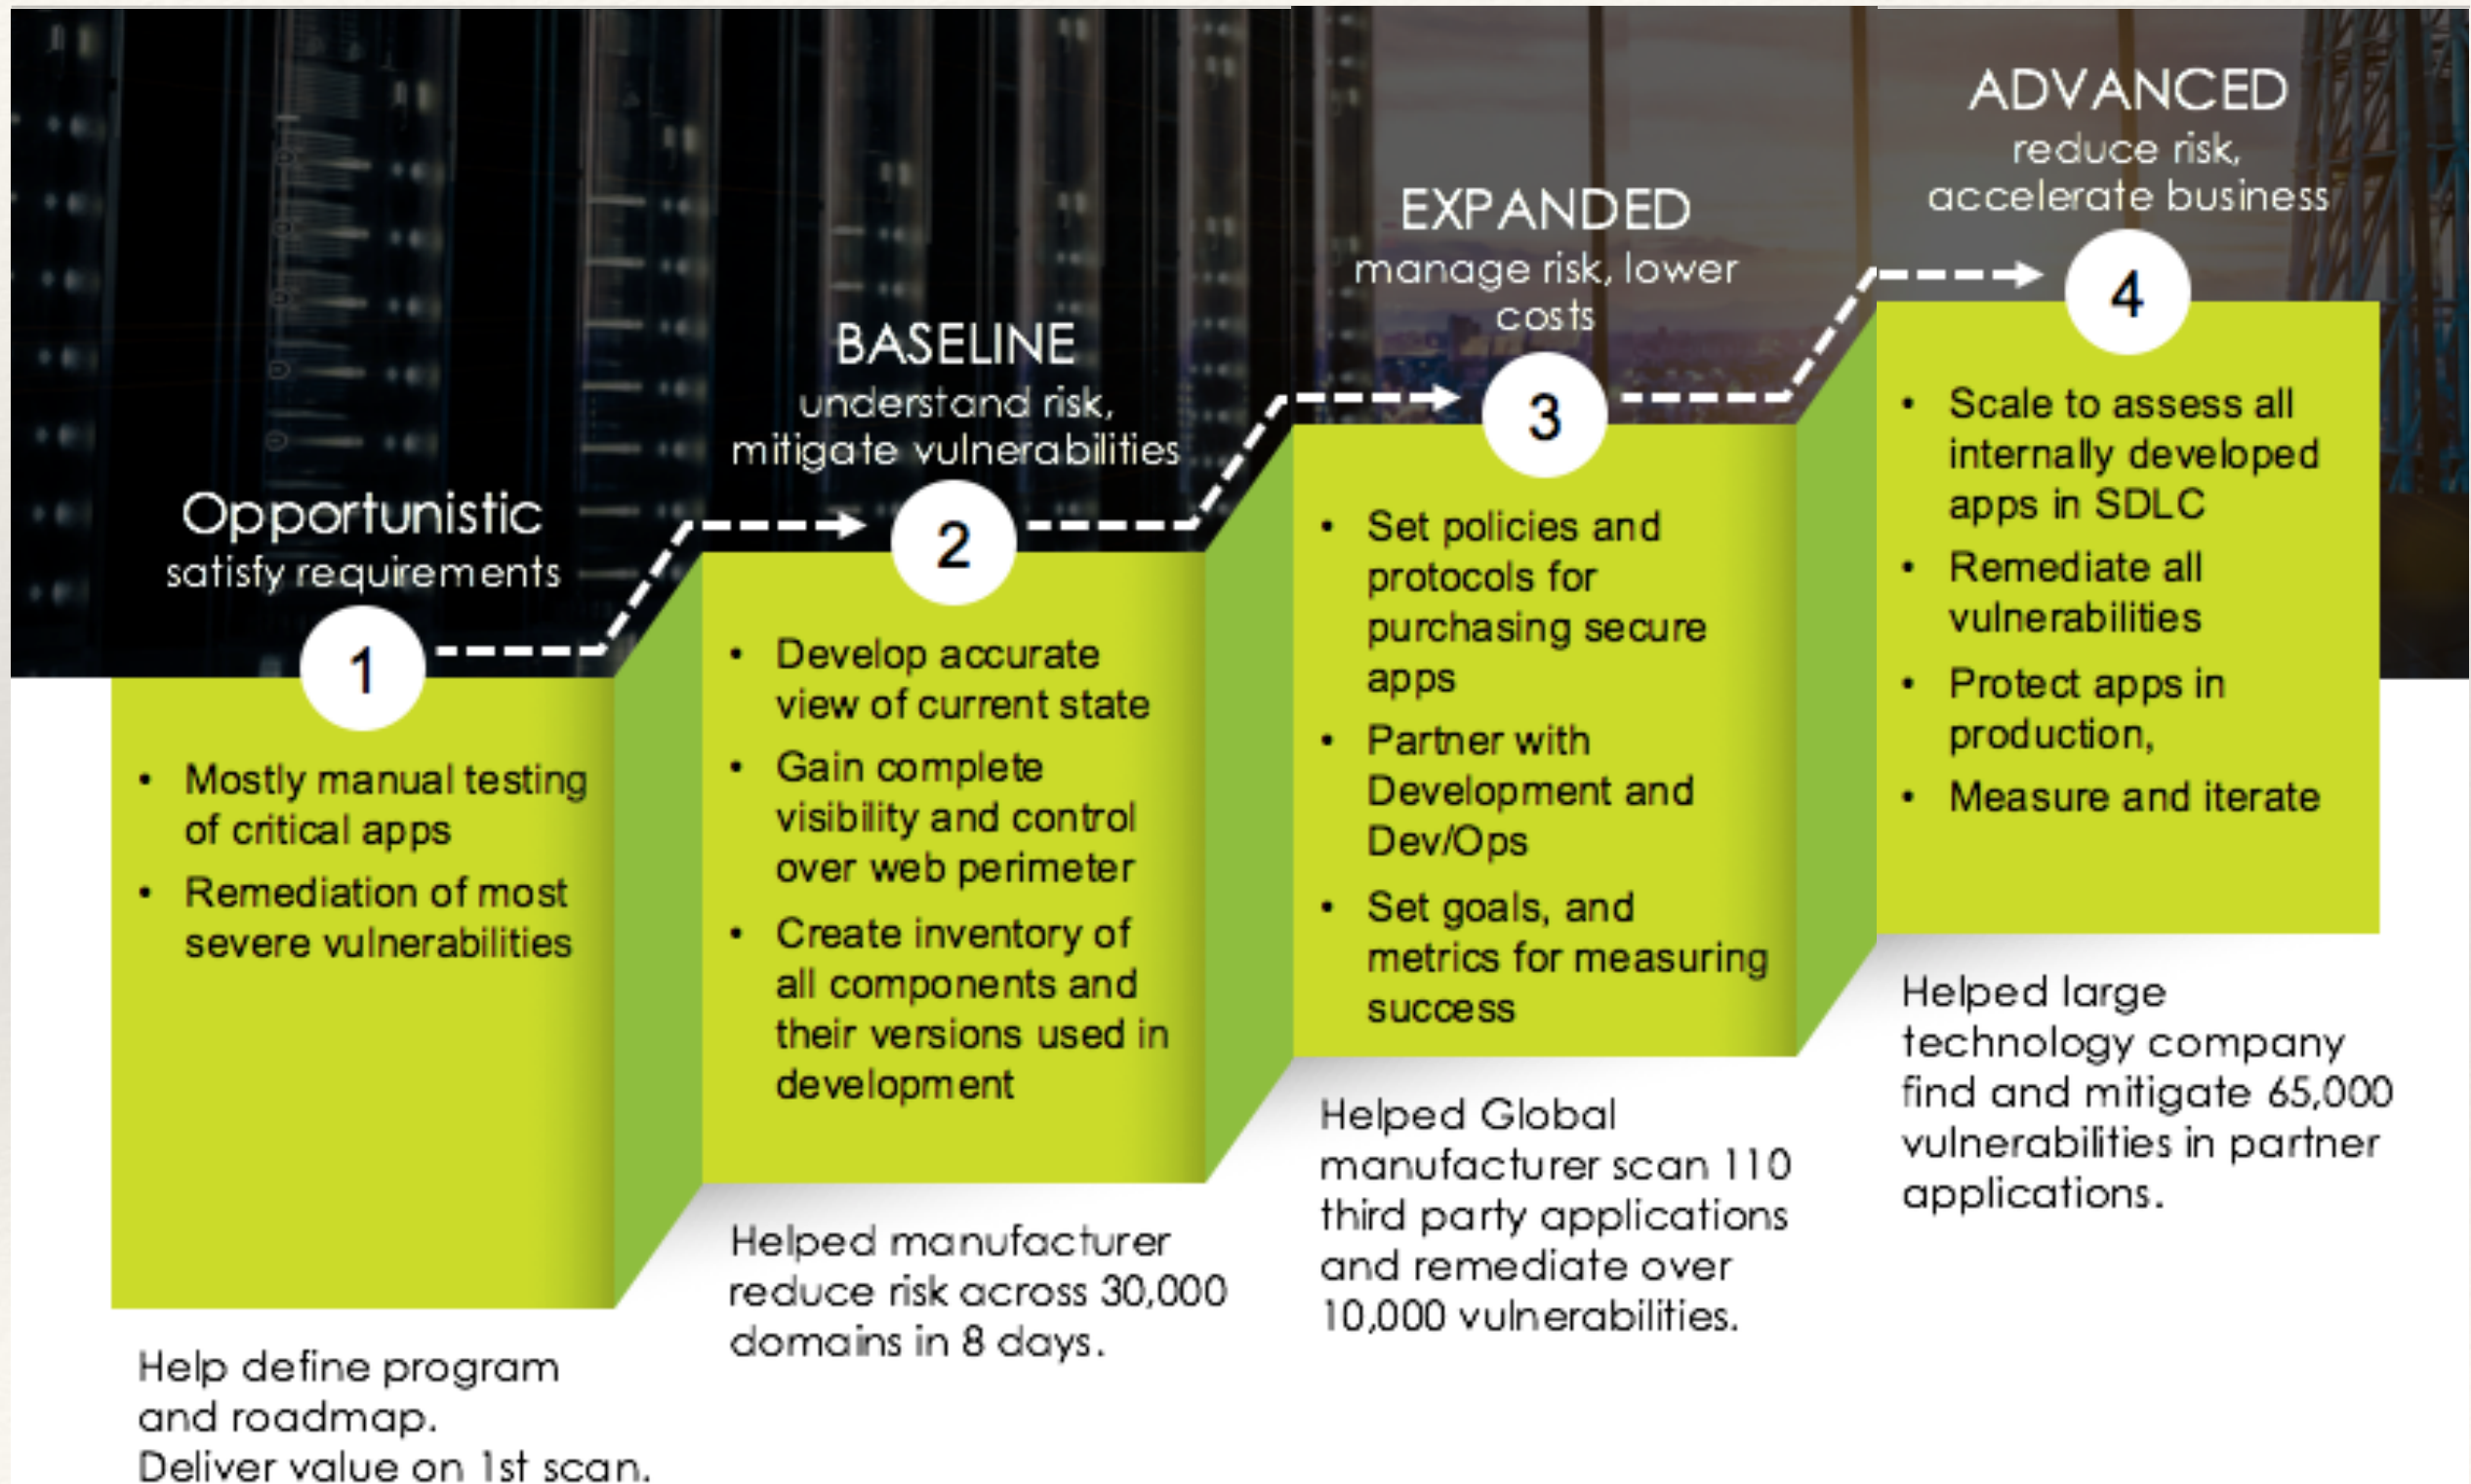 Opportunistic
satisfy requirements
1
• Mostly manual testing
of critical apps
• Remediation of most
severe vulnerabilities
Help define program
and roadmap.
Deliver value on 1st scan.
BASELINE
understand risk,
mitigate vulnerabilities
2
• Develop accurate
view of current state
• Gain complete
visibility and control
over web perimeter
• Create inventory of
all components and
their versions used in
development
Helped manufacturer
reduce risk across 30,000
domains in 8 days.
EXPANDED
manage risk, lower
costs
3
• Set policies and
protocols for
purchasing secure
apps
• Partner with
Development and
Dev/Ops
• Set goals, and
metrics for measuring
success
Helped Global
manufacturer scan 110
third party applications
and remediate over
10,000 vulnerabilities.
ADVANCED
reduce risk,
accelerate business
4
• Scale to assess all
internally developed
apps in SDLC
• Remediate all
vulnerabilities
• Protect apps in
production,
• Measure and iterate
Helped large
technology company
find and mitigate 65,000
vulnerabilities in partner
applications.